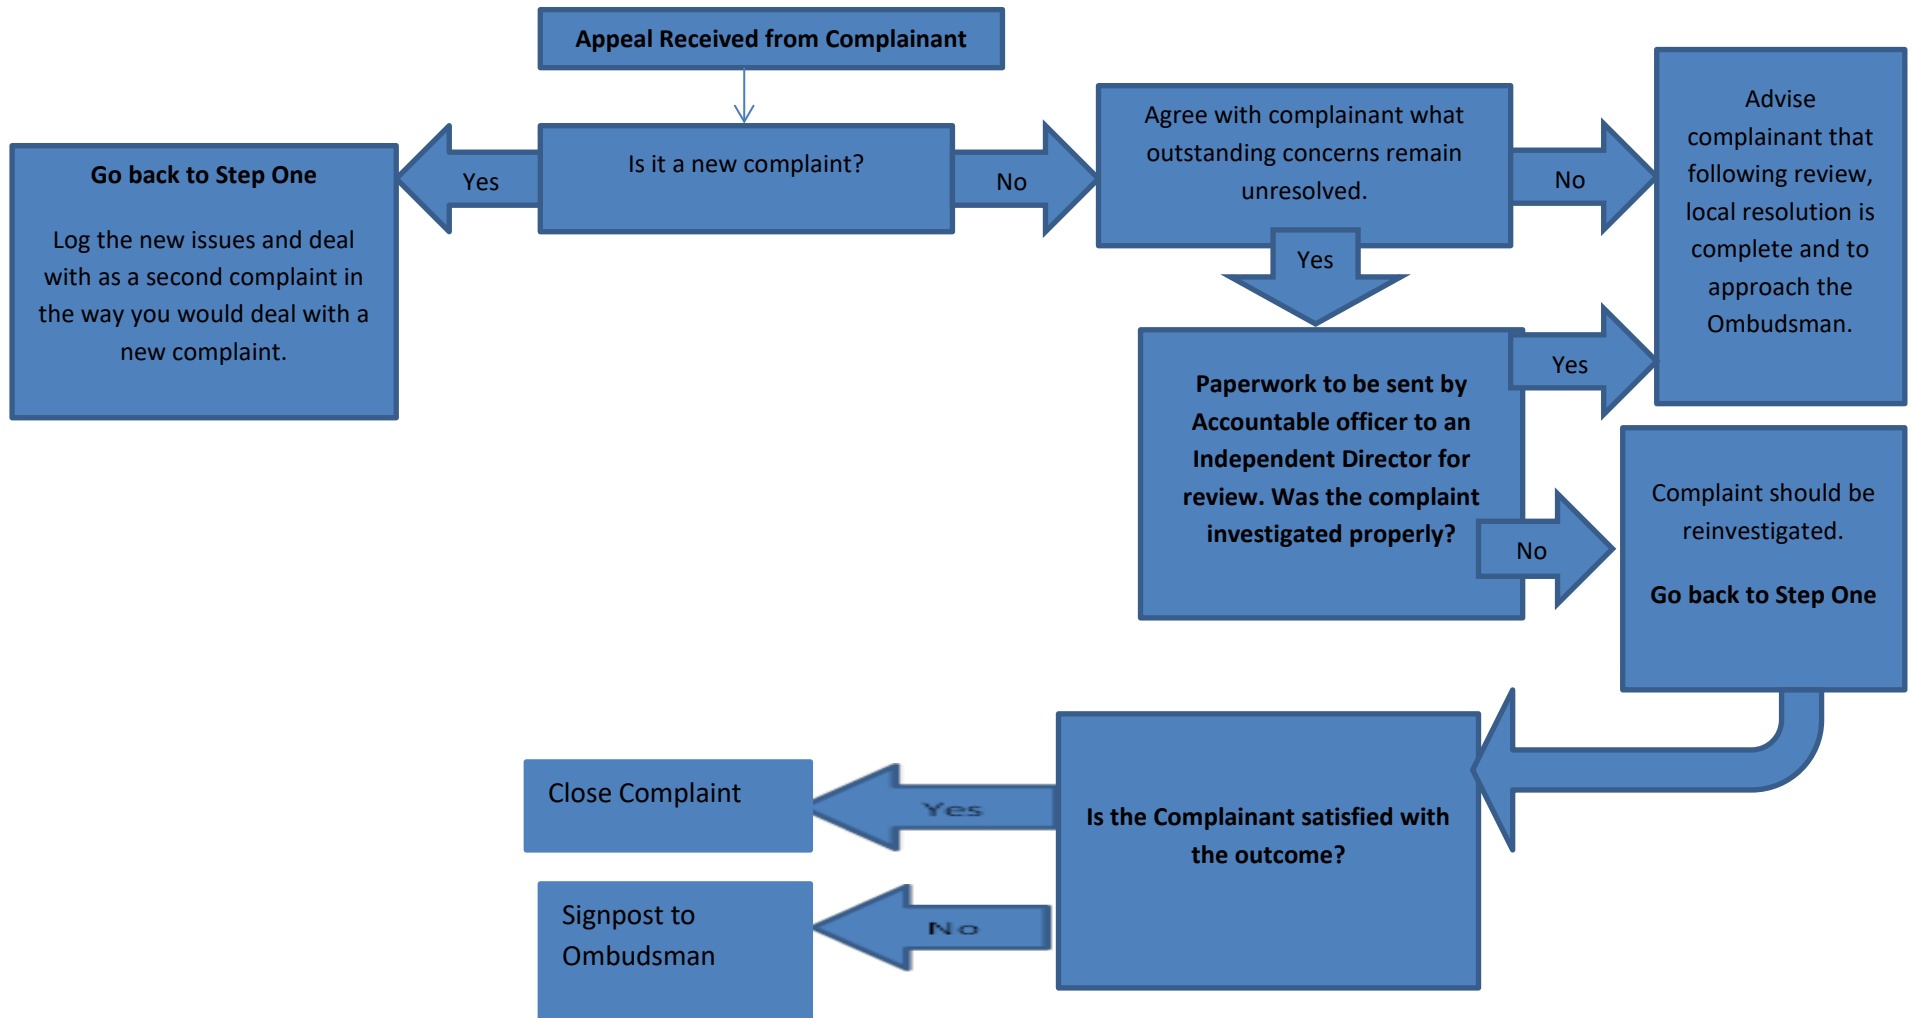 Appeal Received from Complainant
Is it a new complaint?
Yes
No
Go back to Step One
Log the new issues and deal
with as a second complaint in
the way you would deal with a
new complaint.
Agree with complainant what
outstanding concerns remain
unresolved.
No
Yes
Advise
complainant that
following review,
local resolution is
complete and to
approach the
Ombudsman.
Paperwork to be sent by
Accountable officer to an
Independent Director for
review. Was the complaint
investigated properly?
Yes
No
Complaint should be
reinvestigated.
Go back to Step One
Is the Complainant satisfied with
the outcome?
Yes
Close Complaint
No
Signpost to
Ombudsman